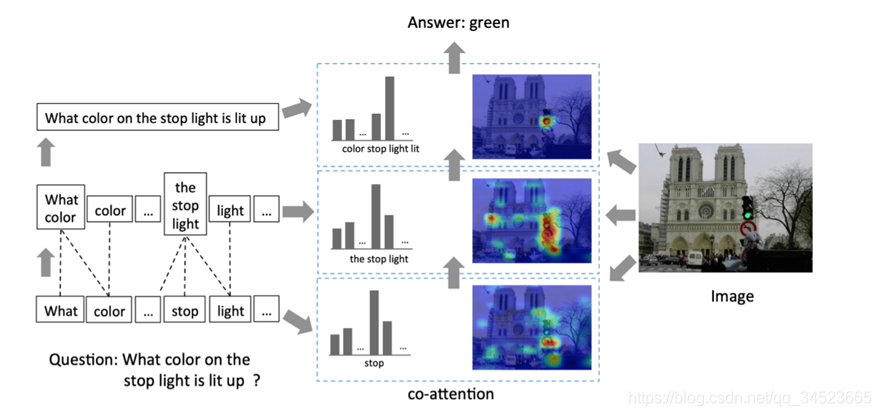 Answer: green
What color on the stop light is lit up
...
...
color stop light lit
What
color
color
...
the
stop
light
light
...
...
...
the stop light
What
color
...
stop
light
...
...
...
stop
Image
Question: What color on the
stop light is lit up ?
co-attention
https://blog.csdn.net/qq_34523665